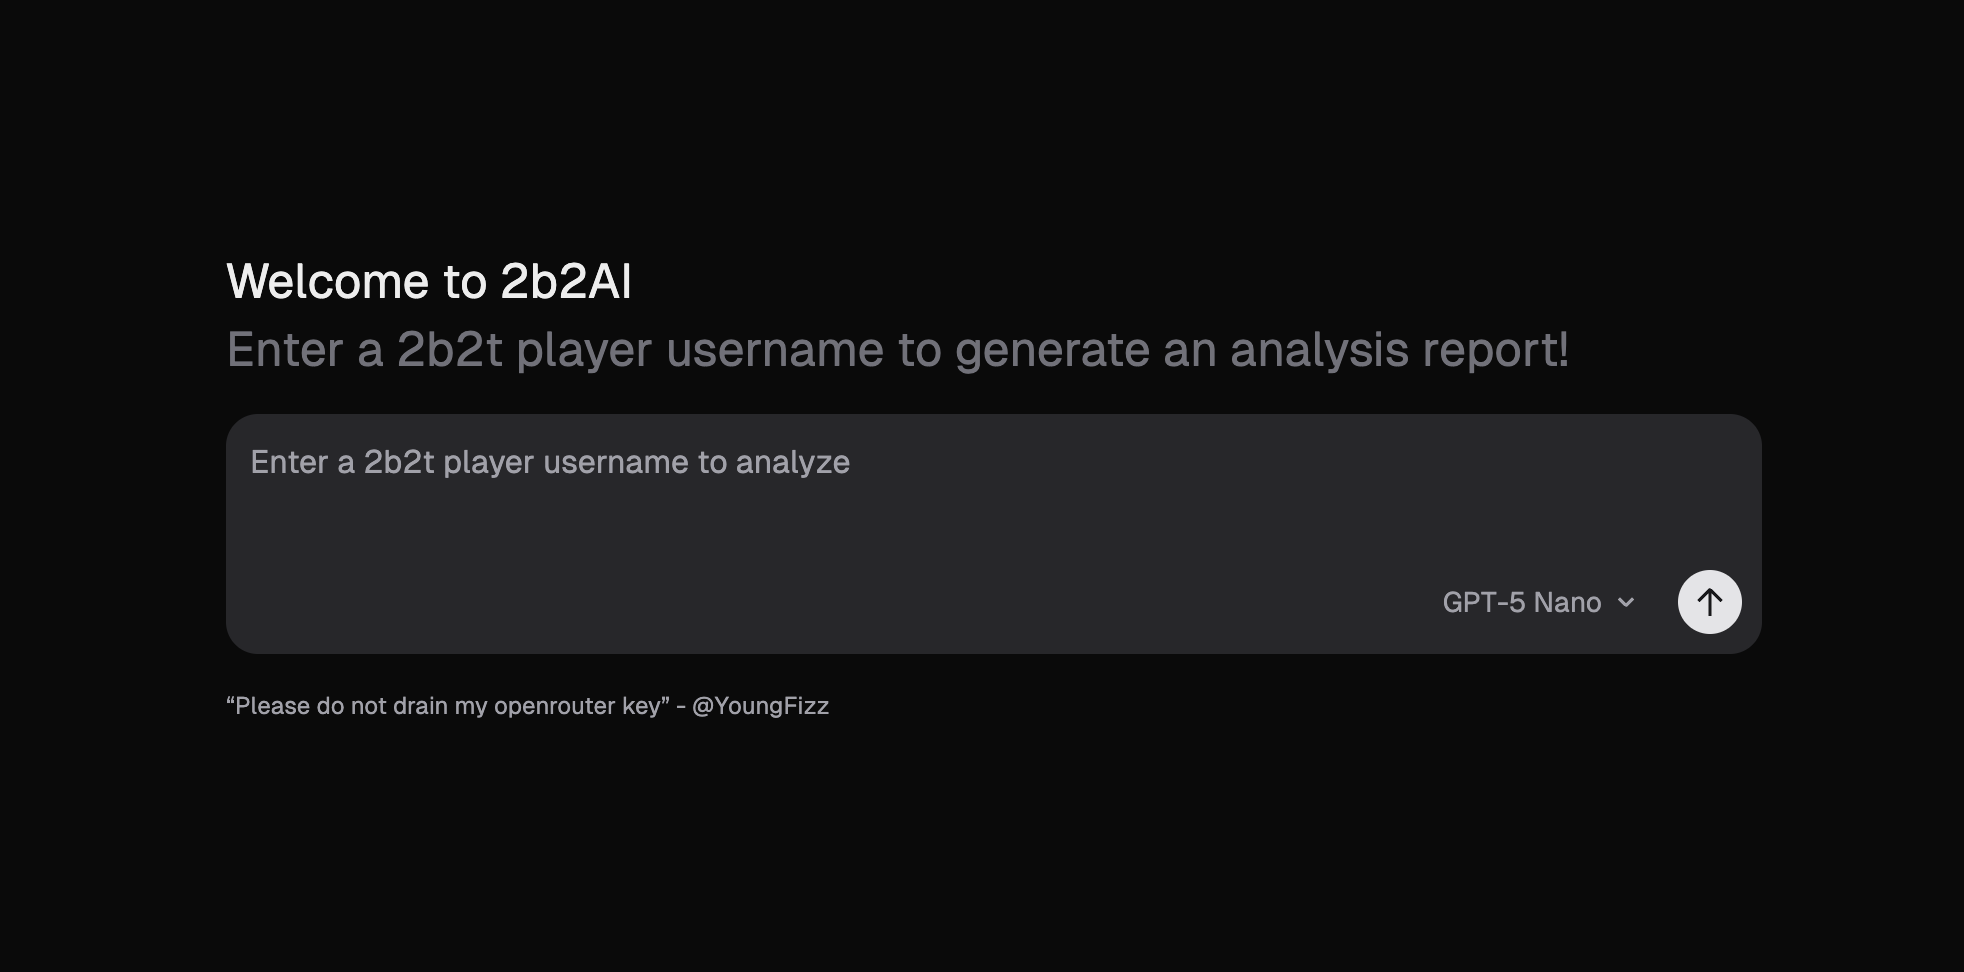 Welcome to 2b2AI
Enter a 2b2t player username to generate an analysis report!
Enter a 2b2t player username to analyze
GPT-5 Nano
“Please do not drain my openrouter key” - @YoungFizz